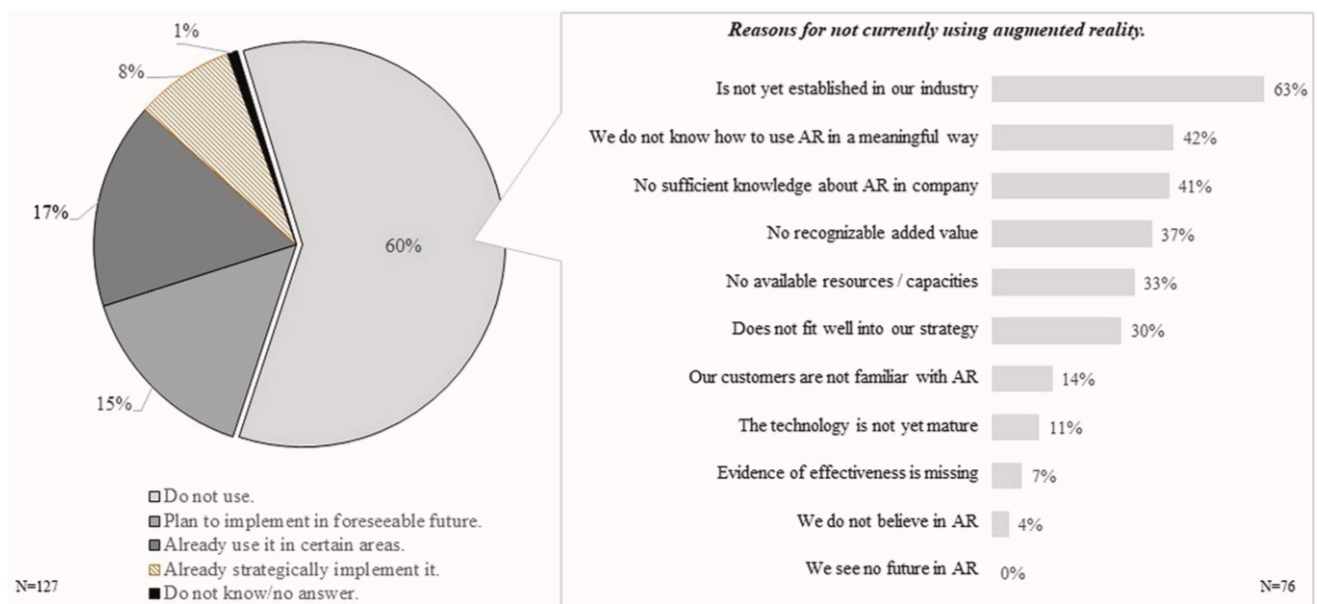 1%
8%
17%
60%
15%
Do not use.
Plan to implement in foreseeable future.
Already use it in certain areas.
Already strategically implement it.
Do not know/no answer.
N=127
Reasons for not currently using augmented reality.
Is not yet established in our industry 63%
We do not know how to use AR in a meaningful way 42%
No sufficient knowledge about AR in company 41%
No recognizable added value 37%
No available resources / capacities 33%
Does not fit well into our strategy 30%
Our customers are not familiar with AR 14%
The technology is not yet mature 11%
Evidence of effectiveness is missing 7%
We do not believe in AR 4%
We see no future in AR 0%
N=76